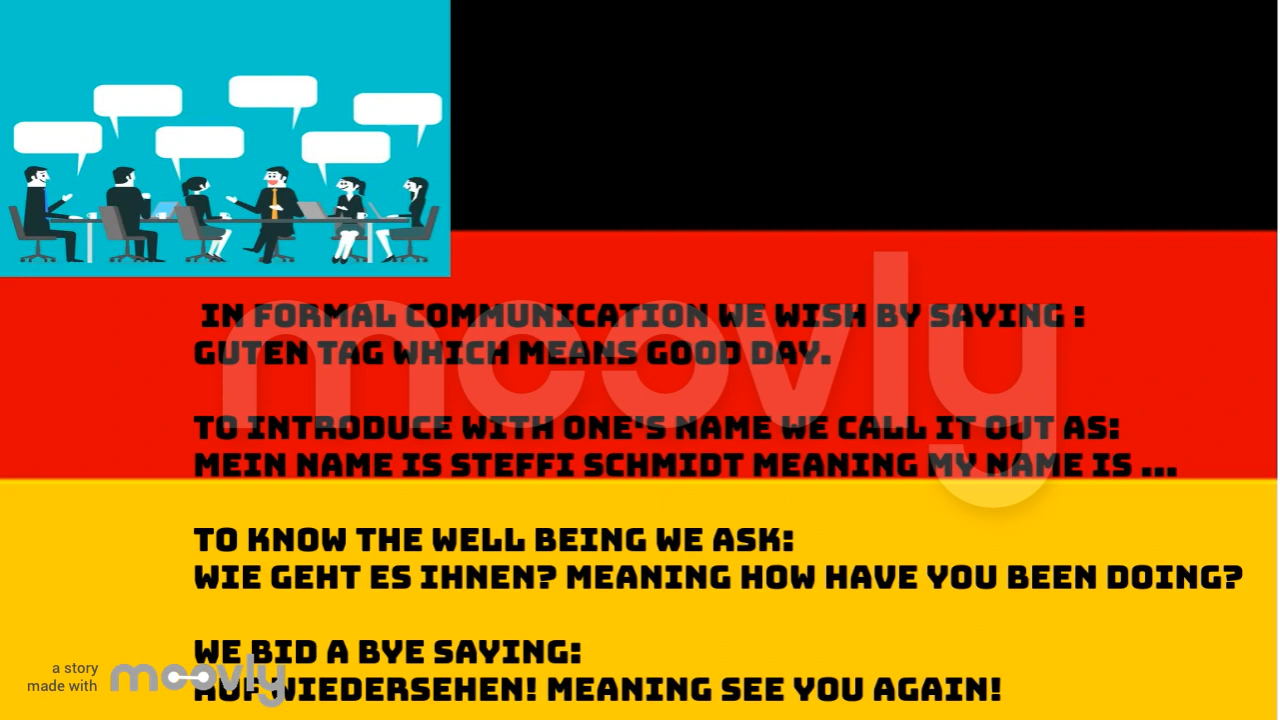 IN FORMAL COMMUNICATION WE WISH BY SAYING :
GUTEN TAG WHICH MEANS GOOD DAY.
TO INTRODUCE WITH ONE'S NAME WE CALL IT OUT AS:
MEIN NAME IS STEFFI SCHMIDT MEANING MY NAME IS ...
TO KNOW THE WELL BEING WE ASK:
WIE GEHT ES IHNEN? MEANING HOW HAVE YOU BEEN DOING?
WE BID A BYE SAYING:
AUF WIEDERSEHEN! MEANING SEE YOU AGAIN!
moovly
a story
made with moovly